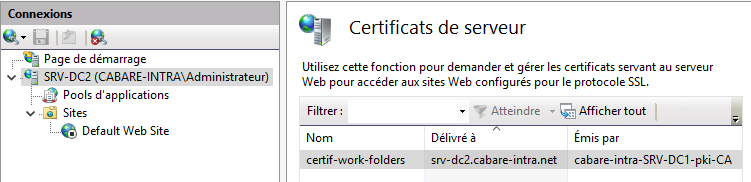 Connexions
Page de démarrage
SRV-DC2 (CABARE-INTRA\Administrateur)
Pools d'applications
Sites
Default Web Site
Certificats de serveur
Utilisez cette fonction pour demander et gérer les certificats servant au serveur
Web pour accéder aux sites Web configurés pour le protocole SSL.
Filtrer : Atteindre Afficher tout
Nom Délivré à Émis par
certif-work-folders srv-dc2.cabare-intra.net cabare-intra-SRV-DC1-pki-CA